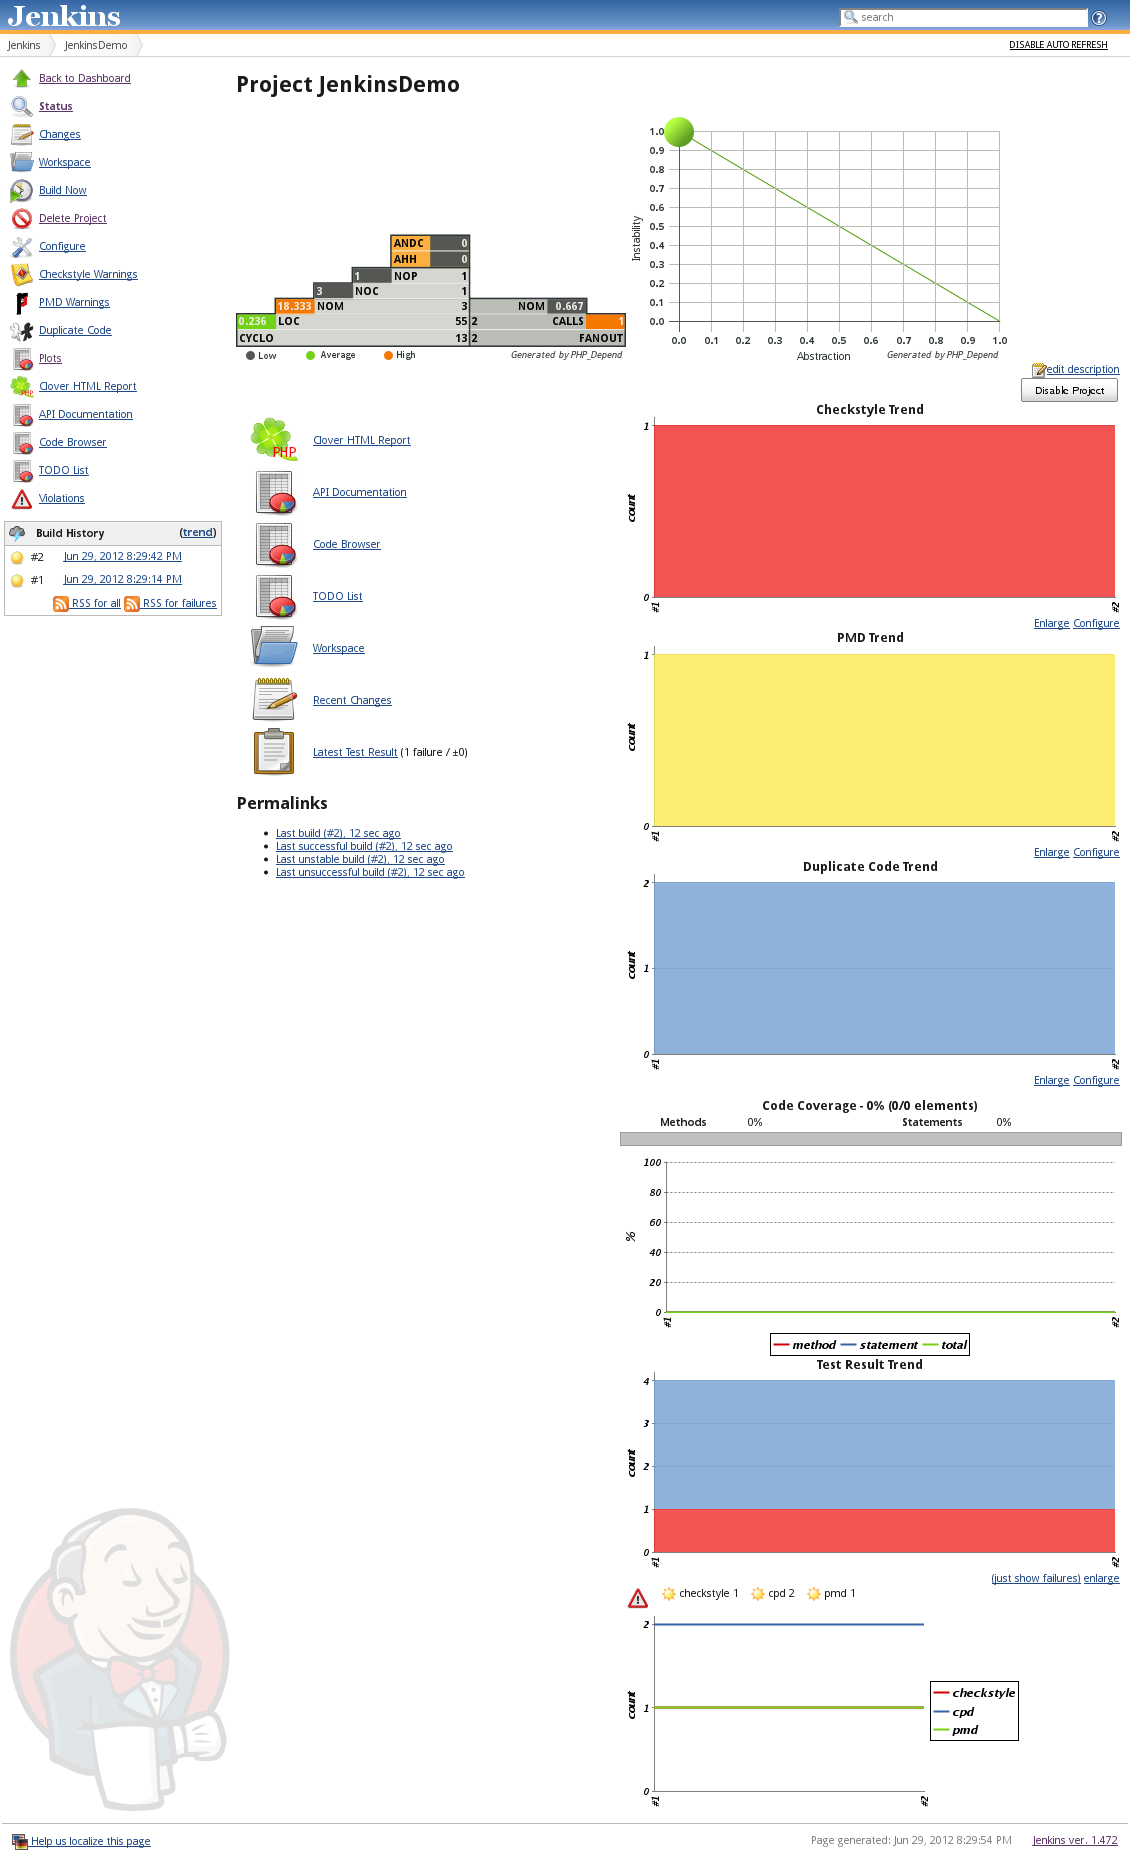 Jenkins
search
Jenkins JenkinsDemo DISABLE AUTO REFRESH
Back to Dashboard
Status
Changes
Workspace
Build Now
Delete Project
Configure
Checkstyle Warnings
PMD Warnings
Duplicate Code
Plots
Clover HTML Report
API Documentation
Code Browser
TODO List
Violations
Build History (trend)
#2 Jun 29, 2012 8:29:42 PM
#1 Jun 29, 2012 8:29:14 PM
RSS for all RSS for failures
Project JenkinsDemo
ANDC 0
AHH 0
1 NOP 1
3 NOC 1
18.333 NOM 3 NOM 0.667
0.236 LOC 55 2 CALLS 1
CYCLO 13 2 FANOUT
Low Average High Generated by PHP_Depend
Instability
1.0
0.9
0.8
0.7
0.6
0.5
0.4
0.3
0.2
0.1
0.0
0.0 0.1 0.2 0.3 0.4 0.5 0.6 0.7 0.8 0.9 1.0
Abstraction Generated by PHP_Depend
edit description
Disable Project
PHP
Clover HTML Report
API Documentation
Code Browser
TODO List
Workspace
Recent Changes
Latest Test Result (1 failure / ±0)
Permalinks
Last build (#2), 12 sec ago
Last successful build (#2), 12 sec ago
Last unstable build (#2), 12 sec ago
Last unsuccessful build (#2), 12 sec ago
Checkstyle Trend
1
count
0
#1 #2
Enlarge Configure
PMD Trend
1
count
0
#1 #2
Enlarge Configure
Duplicate Code Trend
2
count
1
0
#1 #2
Enlarge Configure
Code Coverage - 0% (0/0 elements)
Methods 0% Statements 0%
100
80
60
%
40
20
0
#1 #2
method statement total
Test Result Trend
4
3
count
2
1
0
#1 #2
(just show failures) enlarge
checkstyle 1 cpd 2 pmd 1
2
count
1
0
#1 #2
checkstyle
cpd
pmd
Help us localize this page Page generated: Jun 29, 2012 8:29:54 PM Jenkins ver. 1.472